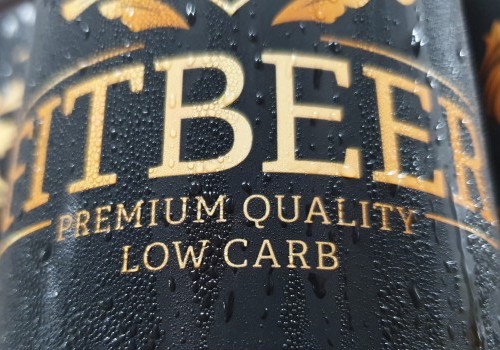 FITBEER
PREMIUM QUALITY
LOW CARB